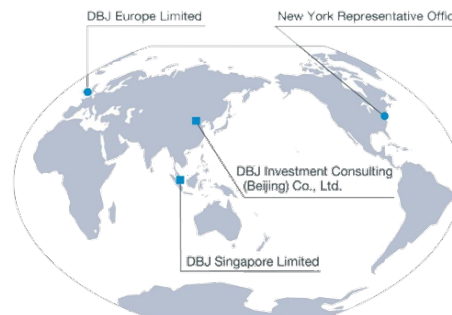 DBJ Europe Limited
New York Representative Offic
DBJ Investment Consulting
(Beijing) Co., Ltd.
DBJ Singapore Limited